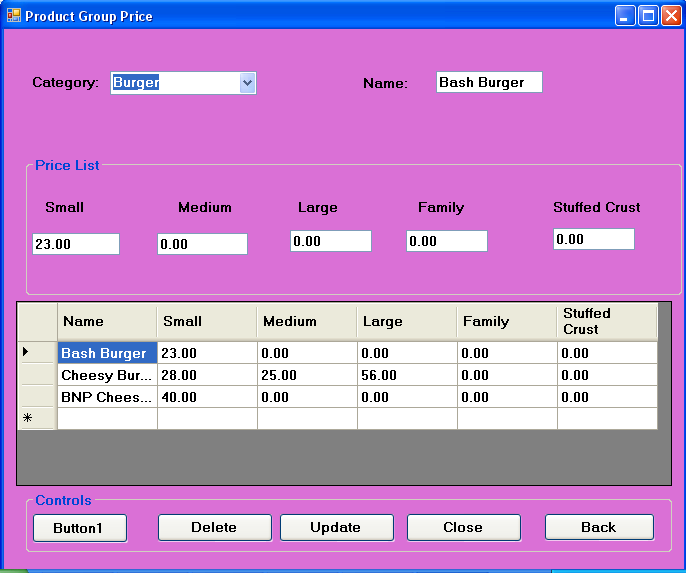 Product Group Price
Category: Burger Name: Bash Burger
Price List
Small Medium Large Family Stuffed Crust
23.00 0.00 0.00 0.00 0.00
Name Small Medium Large Family Stuffed Crust
Bash Burger 23.00 0.00 0.00 0.00 0.00
Cheesy Bur... 28.00 25.00 56.00 0.00 0.00
BNP Chees... 40.00 0.00 0.00 0.00 0.00
Controls
Button1 Delete Update Close Back